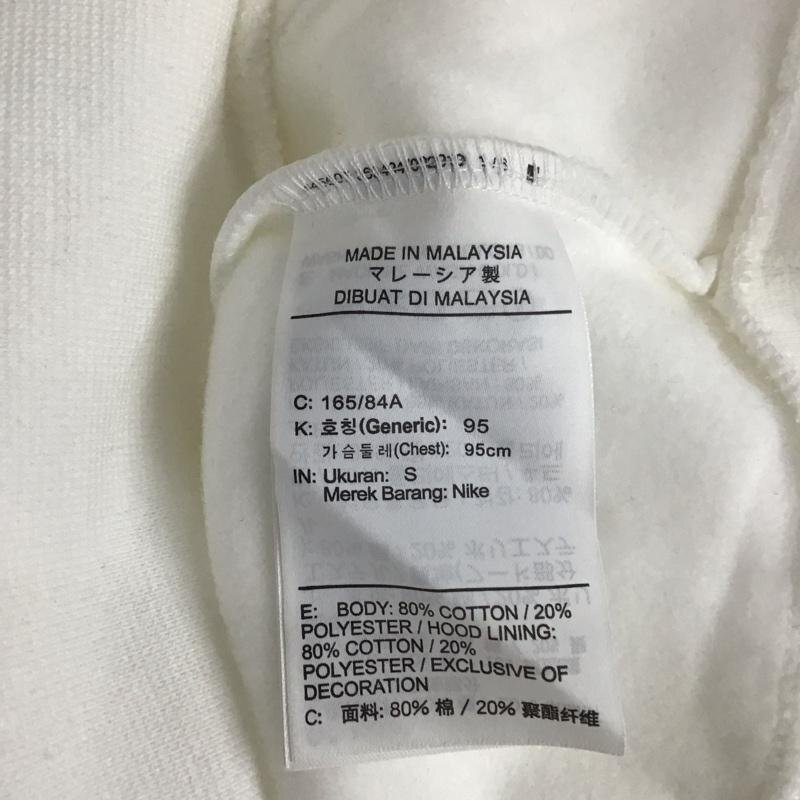 MADE IN MALAYSIA
マレーシア製
DIBUAT DI MALAYSIA
C: 165/84A
K: 호칭(Generic): 95
가슴둘레(Chest): 95cm
IN: Ukuran: S
Merek Barang: Nike
E: BODY: 80% COTTON / 20%
POLYESTER / HOOD LINING:
80% COTTON / 20%
POLYESTER / EXCLUSIVE OF
DECORATION
C: 面料: 80% 棉 / 20% 聚酯纤维